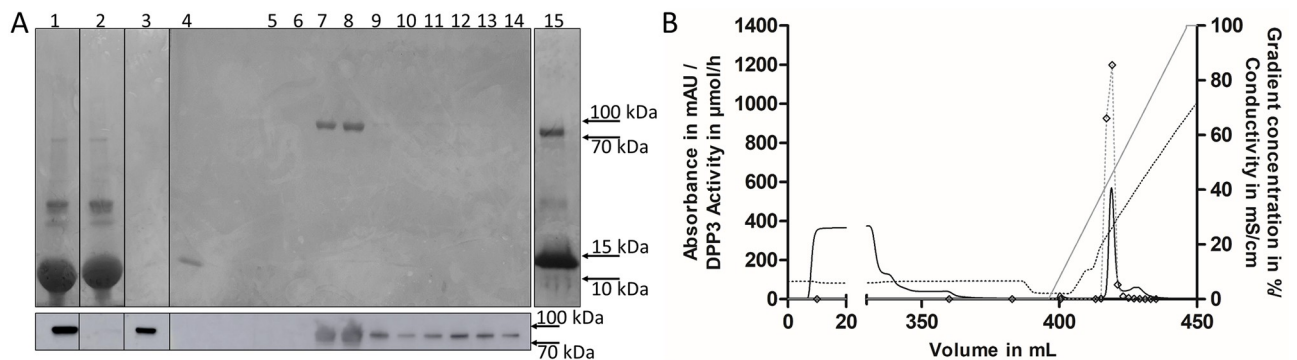 A
1 2 3 4 5 6 7 8 9 10 11 12 13 14 15
100 kDa
70 kDa
15 kDa
10 kDa
100 kDa
70 kDa
B
Absorbance in mAU /
DPP3 Activity in µmol/h
1400
1200
1000
800
600
400
200
0
0 20 350 400 450
Volume in mL
100
80
60
40
20
0
Gradient concentration in %/
Conductivity in mS/cm